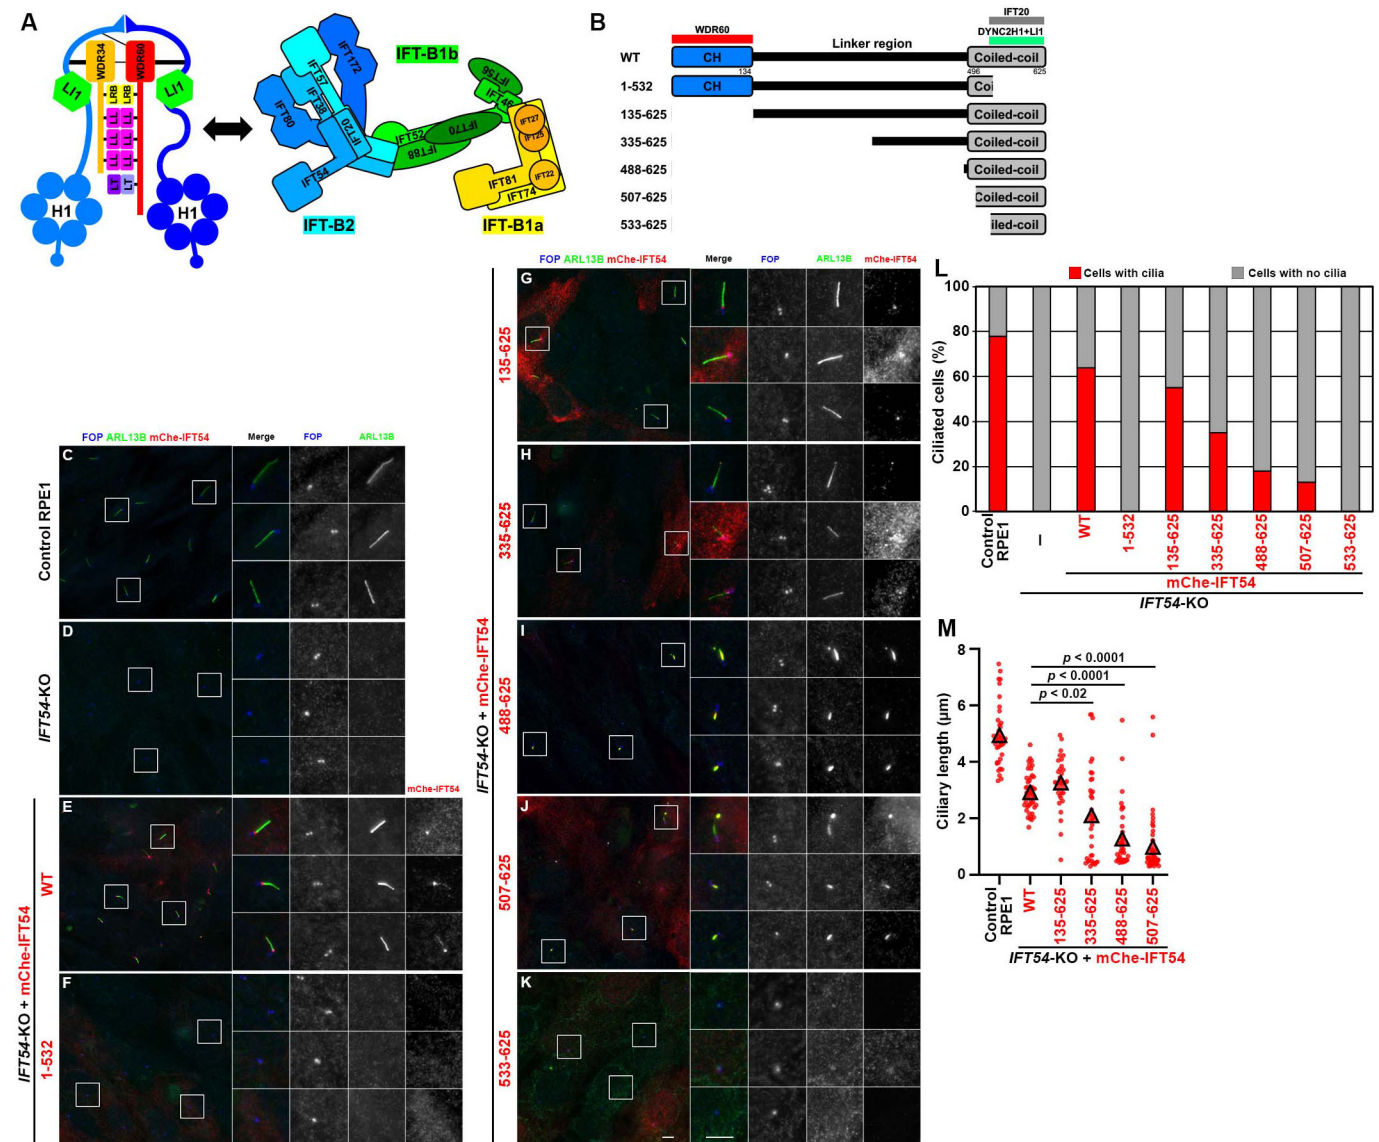 A
WDR34
WDR60
LI1
LI1
LRB
LRB
LL
LL
LL
LL
LL
LL
LT
LT
H1
H1
IFT172
IFT57
IFT38
IFT80
IFT20
IFT54
IFT-B2
IFT-B1b
IFT56
IFT46
IFT52
IFT70
IFT88
IFT27
IFT25
IFT22
IFT81
IFT74
IFT-B1a
B
IFT20
WDR60
DYNC2H1+LI1
Linker region
WT
CH
Coiled-coil
134
496
625
1-532
CH
Coi
135-625
Coiled-coil
335-625
Coiled-coil
488-625
Coiled-coil
507-625
Coiled-coil
533-625
iled-coil
FOP ARL13B mChe-IFT54
Merge
FOP
ARL13B
C
Control RPE1
D
IFT54-KO
mChe-IFT54
E
WT
F
1-532
IFT54-KO + mChe-IFT54
FOP ARL13B mChe-IFT54
Merge
FOP
ARL13B
mChe-IFT54
G
135-625
H
335-625
I
488-625
J
507-625
K
533-625
IFT54-KO + mChe-IFT54
L
Cells with cilia
Cells with no cilia
Ciliated cells (%)
100
80
60
40
20
0
Control
RPE1
–
WT
1-532
135-625
335-625
488-625
507-625
533-625
mChe-IFT54
IFT54-KO
M
Ciliary length (µm)
8
6
4
2
0
p < 0.0001
p < 0.0001
p < 0.02
Control
RPE1
WT
135-625
335-625
488-625
507-625
IFT54-KO + mChe-IFT54